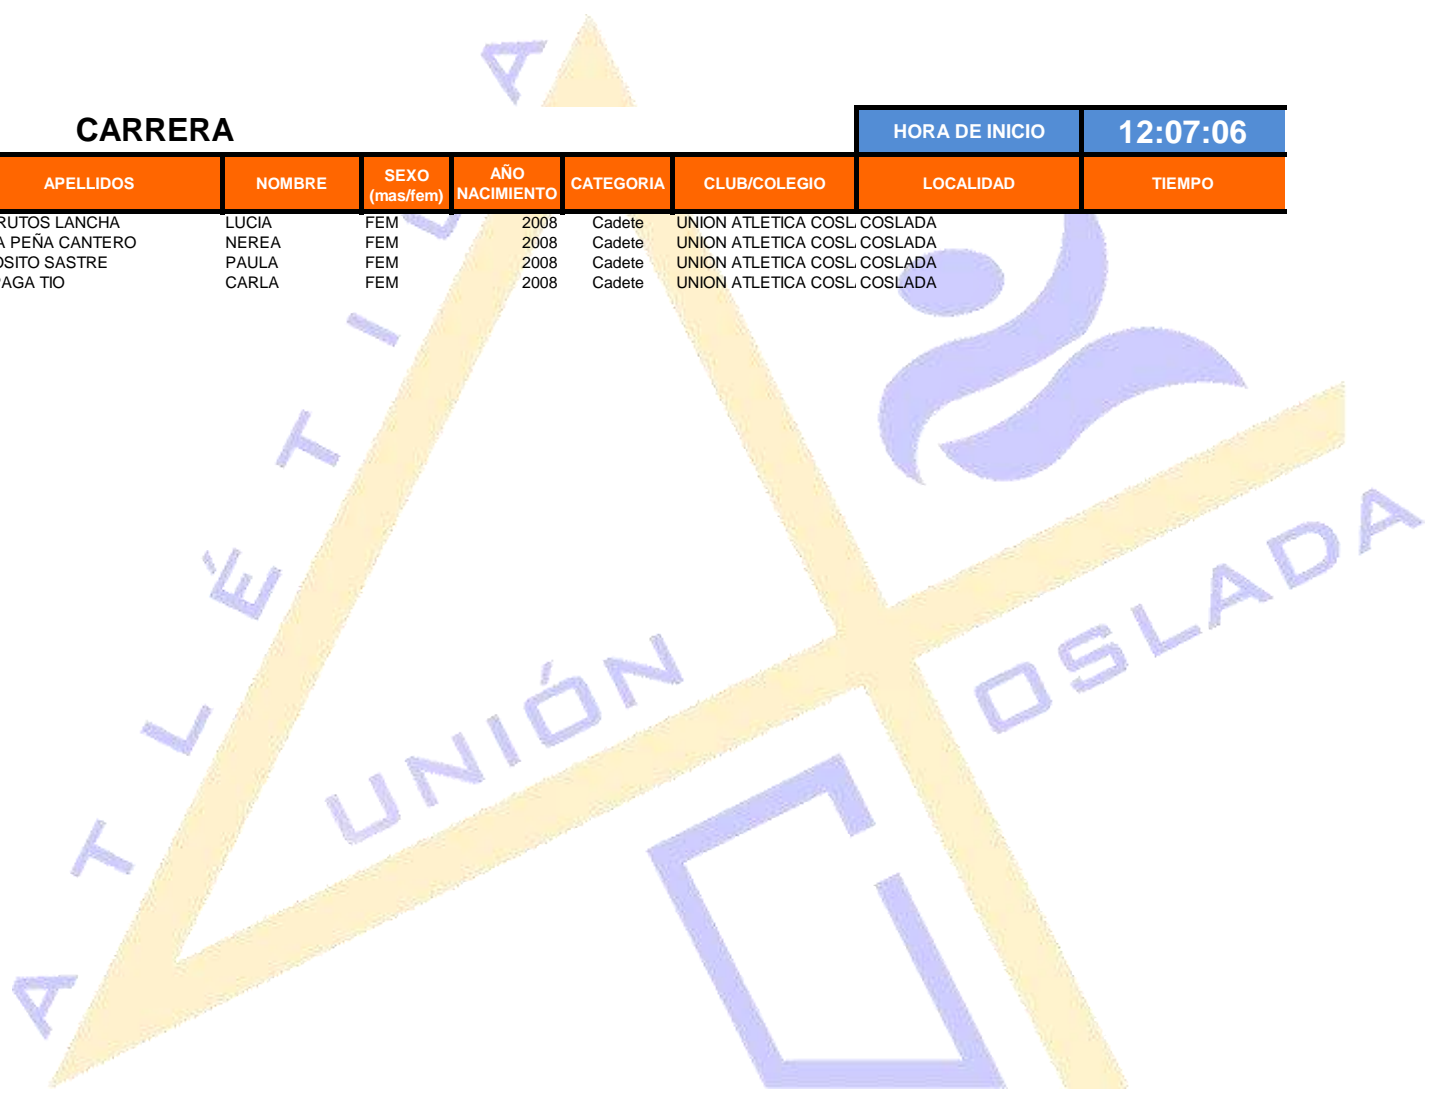 CARRERA HORA DE INICIO 12:07:06
APELLIDOS NOMBRE SEXO (mas/fem) AÑO NACIMIENTO CATEGORIA CLUB/COLEGIO LOCALIDAD TIEMPO
RUTOS LANCHA LUCIA FEM 2008 Cadete UNION ATLETICA COSL COSLADA
A PEÑA CANTERO NEREA FEM 2008 Cadete UNION ATLETICA COSL COSLADA
OSITO SASTRE PAULA FEM 2008 Cadete UNION ATLETICA COSL COSLADA
PAGA TIO CARLA FEM 2008 Cadete UNION ATLETICA COSL COSLADA
UNIÓN
OSLADA